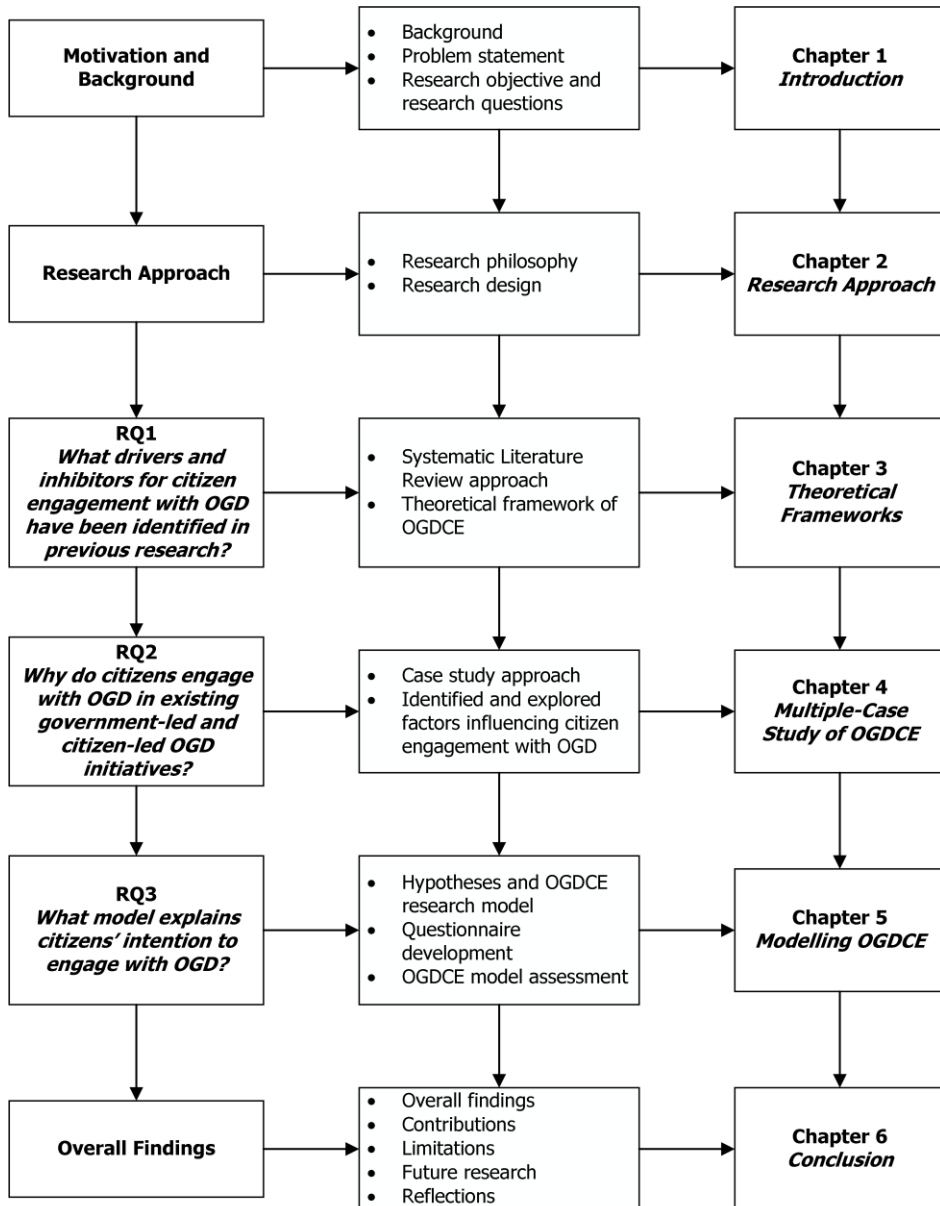 Motivation and
Background
• Background
• Problem statement
• Research objective and
research questions
Chapter 1
Introduction
Research Approach
• Research philosophy
• Research design
Chapter 2
Research Approach
RQ1
What drivers and
inhibitors for citizen
engagement with OGD
have been identified in
previous research?
• Systematic Literature
Review approach
• Theoretical framework of
OGDCE
Chapter 3
Theoretical
Frameworks
RQ2
Why do citizens engage
with OGD in existing
government-led and
citizen-led OGD
initiatives?
• Case study approach
• Identified and explored
factors influencing citizen
engagement with OGD
Chapter 4
Multiple-Case
Study of OGDCE
RQ3
What model explains
citizens’ intention to
engage with OGD?
• Hypotheses and OGDCE
research model
• Questionnaire
development
• OGDCE model assessment
Chapter 5
Modelling OGDCE
Overall Findings
• Overall findings
• Contributions
• Limitations
• Future research
• Reflections
Chapter 6
Conclusion